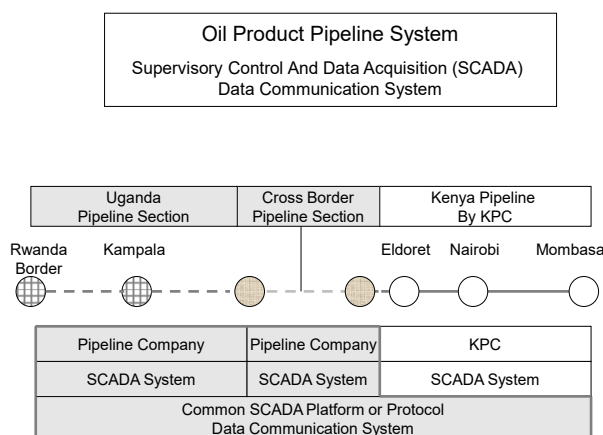 Oil Product Pipeline System
Supervisory Control And Data Acquisition (SCADA)
Data Communication System
Uganda
Pipeline Section
Cross Border
Pipeline Section
Kenya Pipeline
By KPC
Rwanda
Border
Kampala
Eldoret
Nairobi
Mombasa
Pipeline Company
Pipeline Company
KPC
SCADA System
SCADA System
SCADA System
Common SCADA Platform or Protocol
Data Communication System